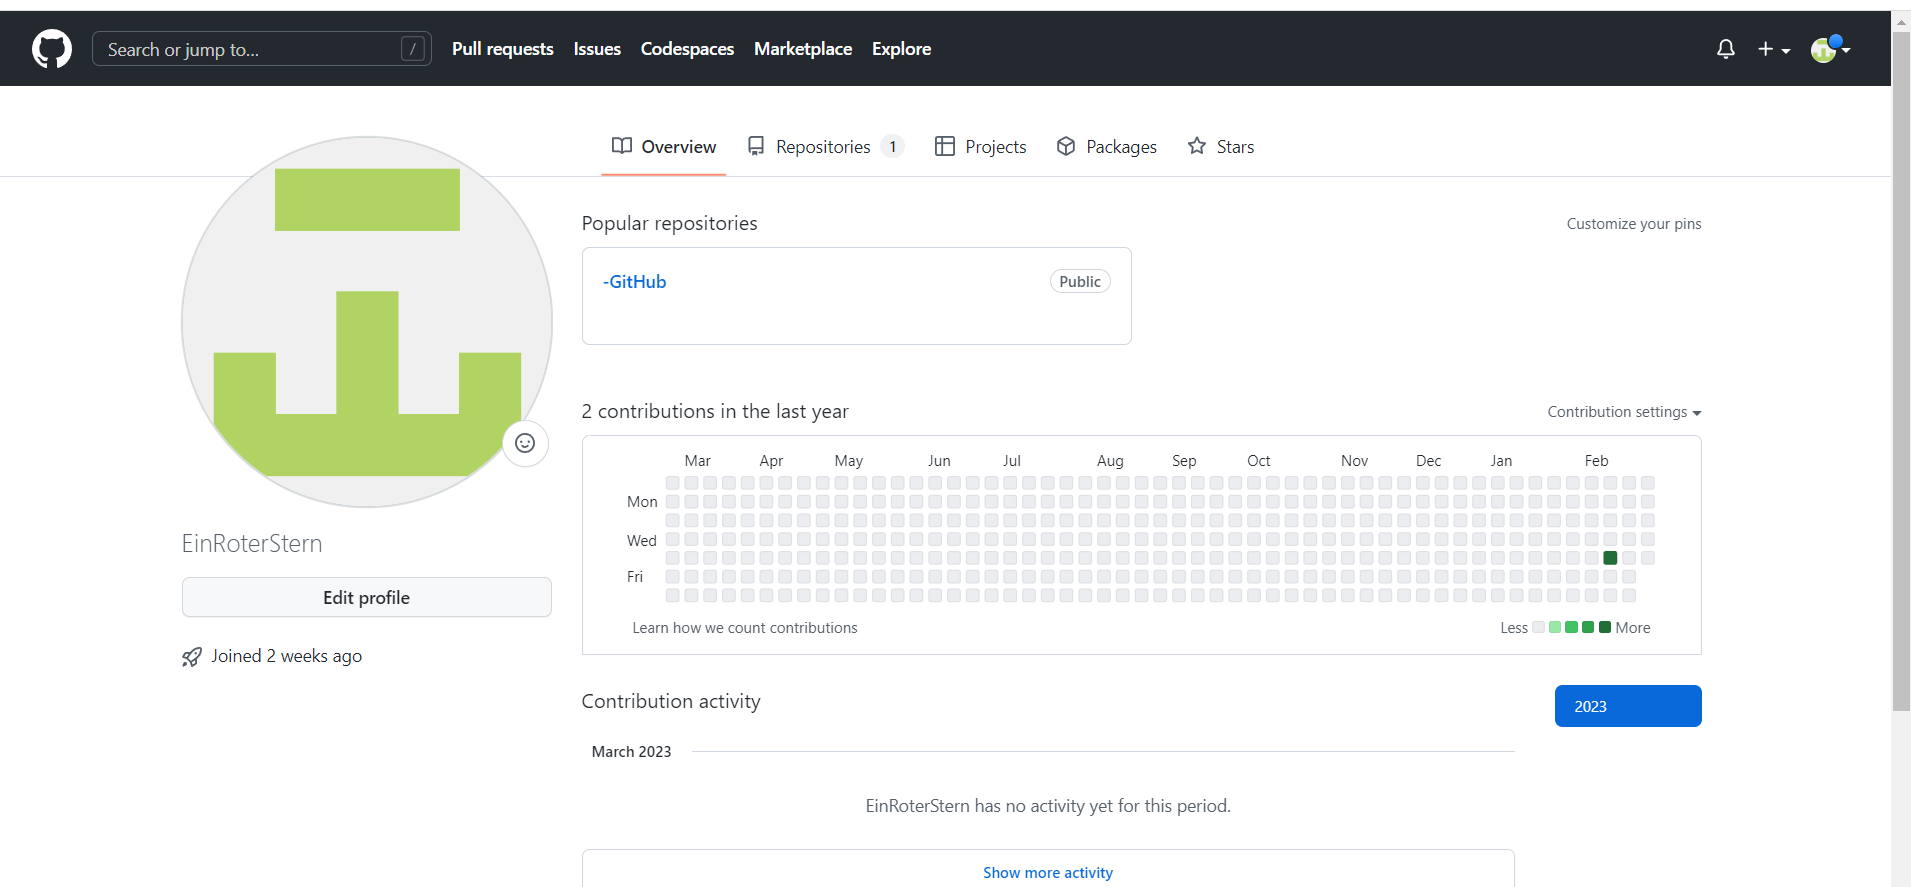 Search or jump to... / Pull requests Issues Codespaces Marketplace Explore
Overview Repositories 1 Projects Packages Stars
Popular repositories Customize your pins
-GitHub Public
2 contributions in the last year Contribution settings
Mar Apr May Jun Jul Aug Sep Oct Nov Dec Jan Feb
Mon
Wed
Fri
Learn how we count contributions Less More
EinRoterStern
Edit profile
Joined 2 weeks ago
Contribution activity 2023
March 2023
EinRoterStern has no activity yet for this period.
Show more activity